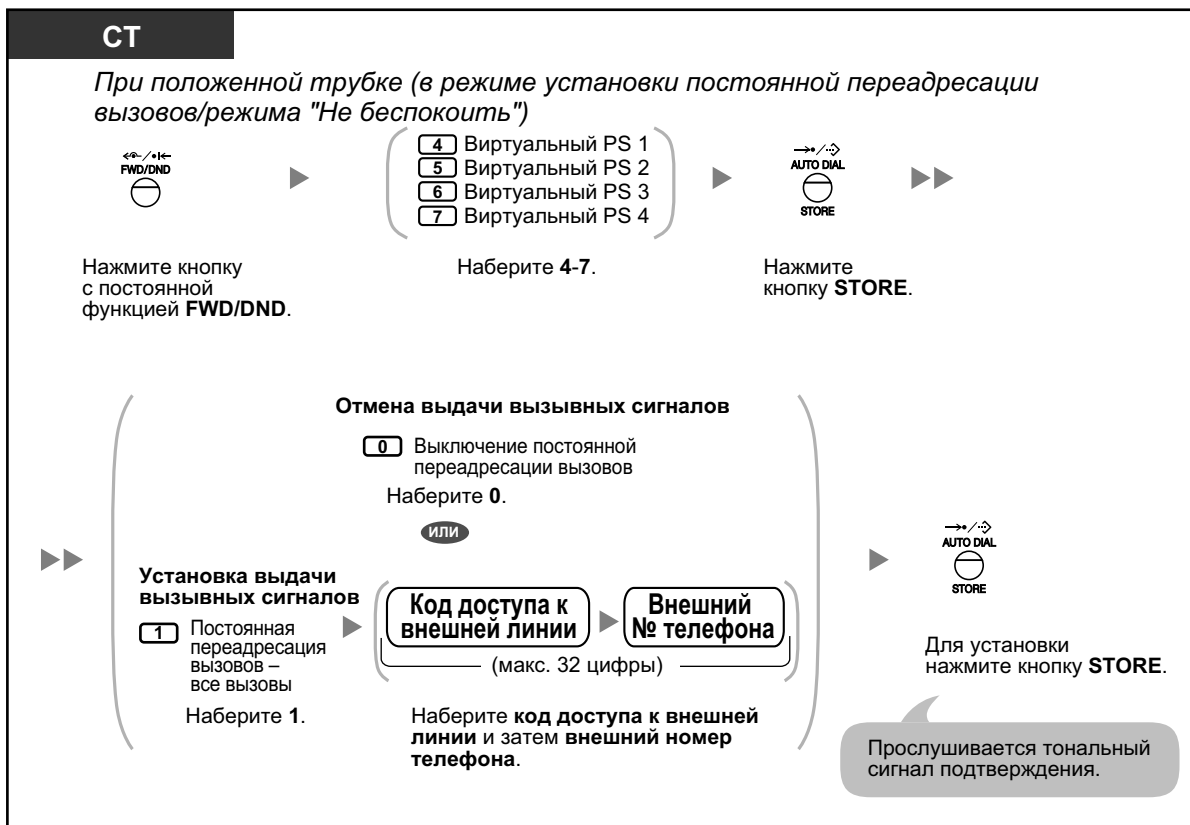 СТ
При положенной трубке (в режиме установки постоянной переадресации
вызовов/режима "Не беспокоить")
FWD/DND
4 Виртуальный PS 1
5 Виртуальный PS 2
6 Виртуальный PS 3
7 Виртуальный PS 4
AUTO DIAL
STORE
Нажмите кнопку
с постоянной
функцией FWD/DND.
Наберите 4-7.
Нажмите
кнопку STORE.
Отмена выдачи вызывных сигналов
0 Выключение постоянной
переадресации вызовов
Наберите 0.
или
Установка выдачи
вызывных сигналов
1 Постоянная
переадресация
вызовов –
все вызовы
Наберите 1.
Код доступа к
внешней линии
Внешний
№ телефона
(макс. 32 цифры)
Наберите код доступа к внешней
линии и затем внешний номер
телефона.
AUTO DIAL
STORE
Для установки
нажмите кнопку STORE.
Прослушивается тональный
сигнал подтверждения.